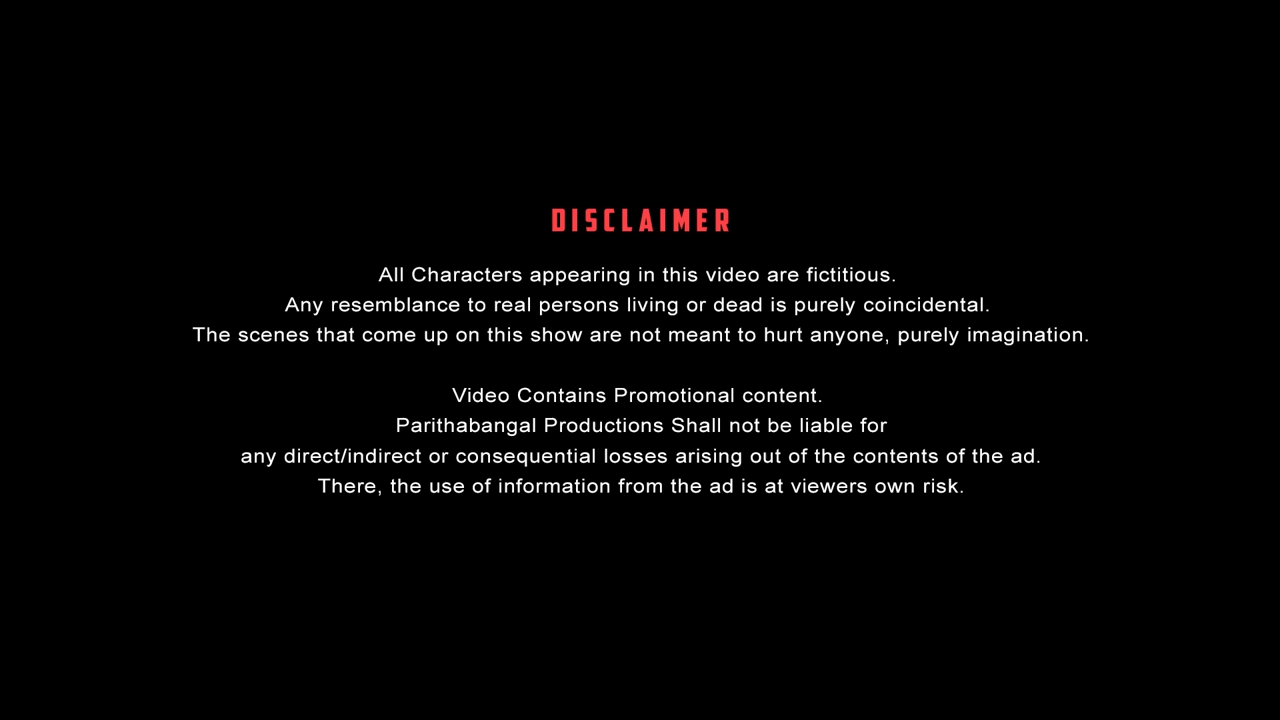 DISCLAIMER
All Characters appearing in this video are fictitious.
Any resemblance to real persons living or dead is purely coincidental.
The scenes that come up on this show are not meant to hurt anyone, purely imagination.
Video Contains Promotional content.
Parithabangal Productions Shall not be liable for
any direct/indirect or consequential losses arising out of the contents of the ad.
There, the use of information from the ad is at viewers own risk.